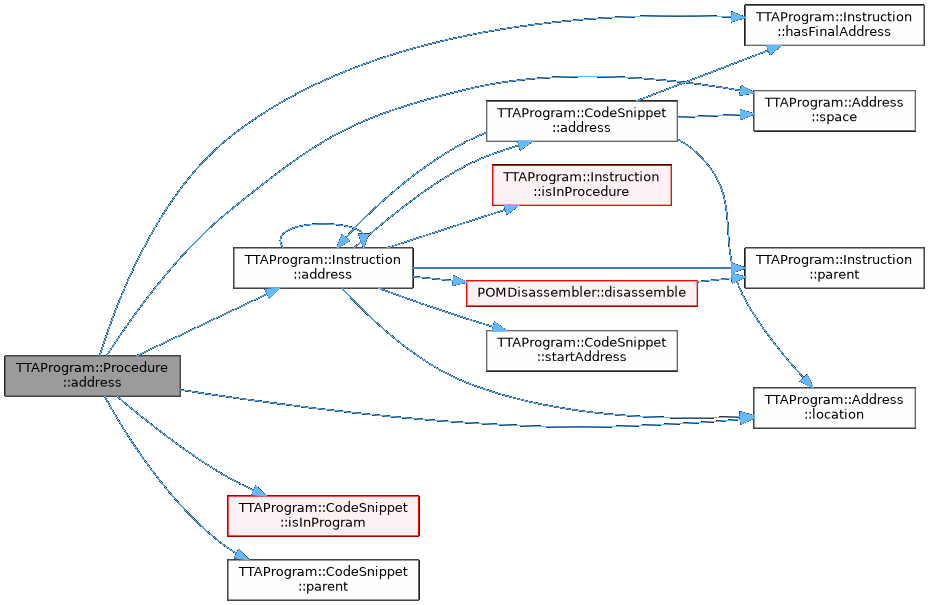 TTAProgram::Instruction
::hasFinalAddress
TTAProgram::Address
::space
TTAProgram::CodeSnippet
::address
TTAProgram::Instruction
::isInProcedure
TTAProgram::Instruction
::address
TTAProgram::Instruction
::parent
POMDisassembler::disassemble
TTAProgram::CodeSnippet
::startAddress
TTAProgram::Procedure
::address
TTAProgram::Address
::location
TTAProgram::CodeSnippet
::isInProgram
TTAProgram::CodeSnippet
::parent